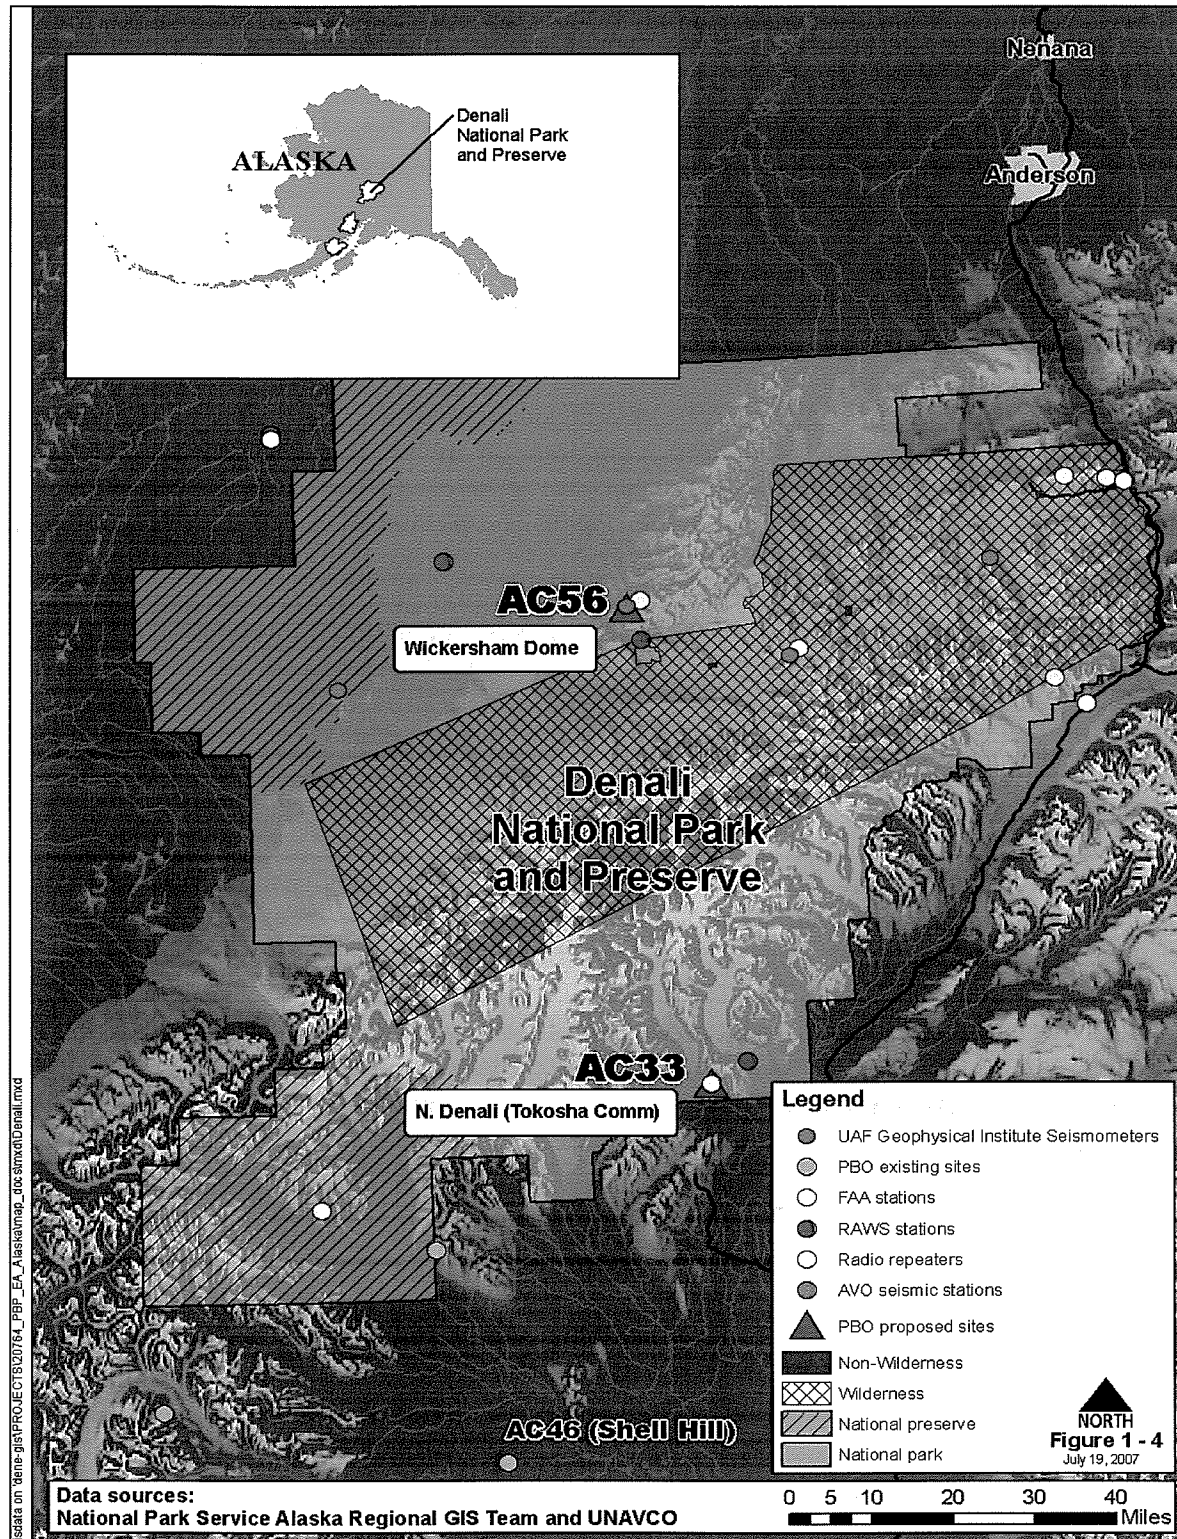 Nenana
Anderson
ALASKA
Denali
National Park
and Preserve
AC56
Wickersham Dome
Denali
National Park
and Preserve
AC33
N. Denali (Tokosha Comm)
AC46 (Shell Hill)
Legend
UAF Geophysical Institute Seismometers
PBO existing sites
FAA stations
RAWS stations
Radio repeaters
AVO seismic stations
PBO proposed sites
Non-Wilderness
Wilderness
National preserve
National park
NORTH
Figure 1 - 4
July 19, 2007
Data sources:
National Park Service Alaska Regional GIS Team and UNAVCO
0 5 10 20 30 40
Miles